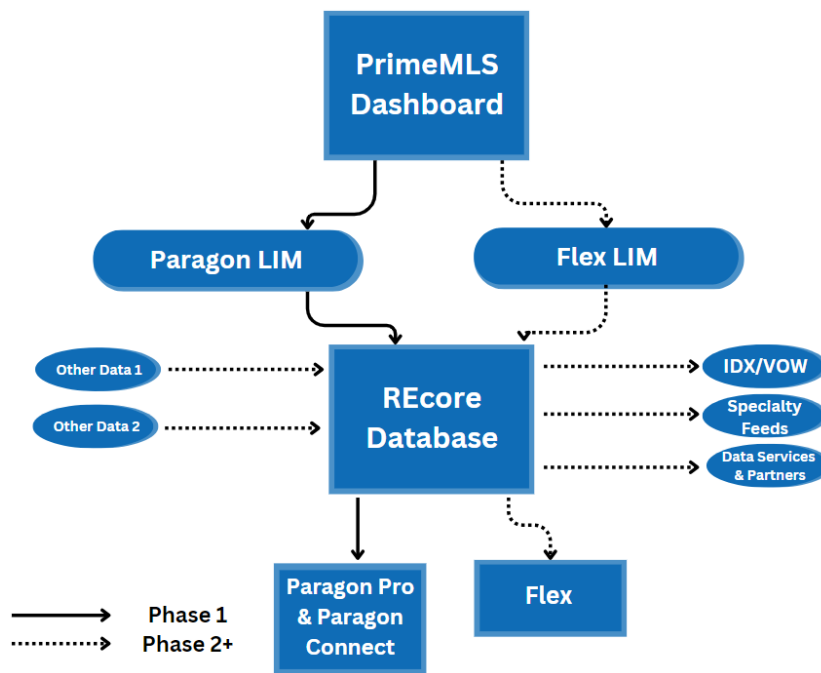 PrimeMLS
Dashboard
Paragon LIM
Flex LIM
Other Data 1
Other Data 2
REcore
Database
IDX/VOW
Specialty
Feeds
Data Services
& Partners
Paragon Pro
& Paragon
Connect
Flex
Phase 1
Phase 2+